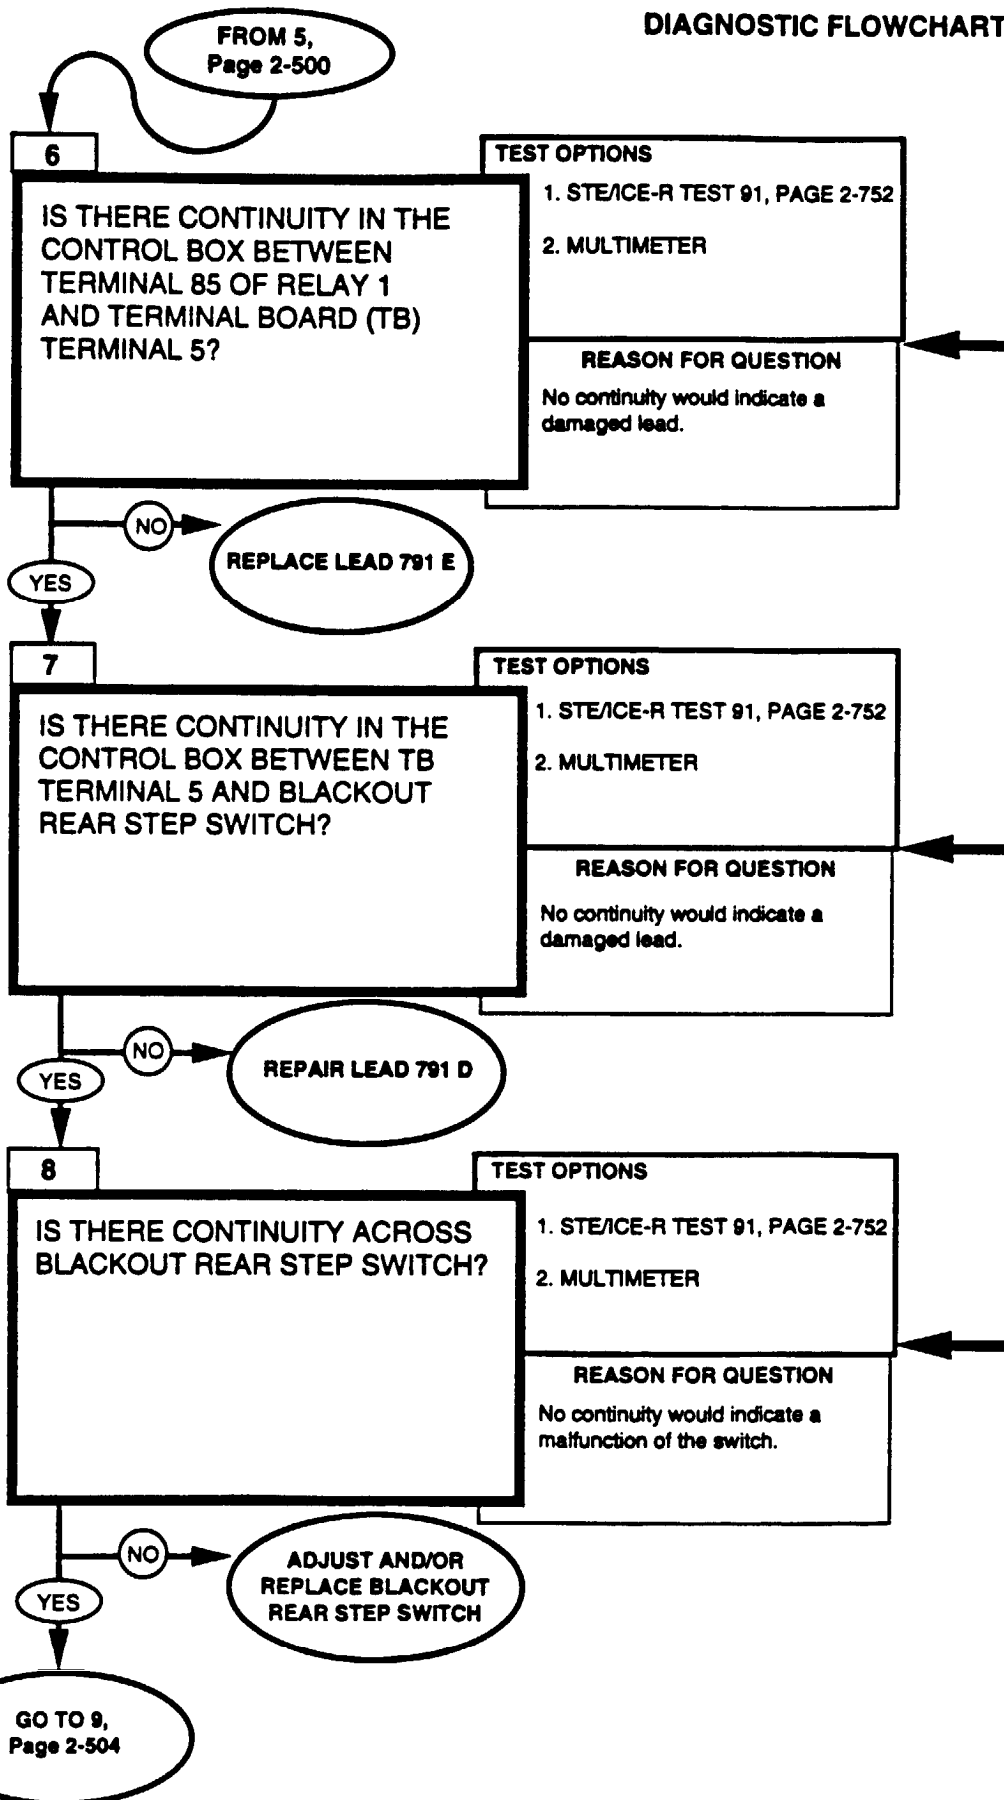 DIAGNOSTIC FLOWCHART
FROM 5,
Page 2-500
6
IS THERE CONTINUITY IN THE
CONTROL BOX BETWEEN
TERMINAL 85 OF RELAY 1
AND TERMINAL BOARD (TB)
TERMINAL 5?
TEST OPTIONS
1. STE/ICE-R TEST 91, PAGE 2-752
2. MULTIMETER
REASON FOR QUESTION
No continuity would indicate a
damaged lead.
NO
REPLACE LEAD 791 E
YES
7
IS THERE CONTINUITY IN THE
CONTROL BOX BETWEEN TB
TERMINAL 5 AND BLACKOUT
REAR STEP SWITCH?
TEST OPTIONS
1. STE/ICE-R TEST 91, PAGE 2-752
2. MULTIMETER
REASON FOR QUESTION
No continuity would indicate a
damaged lead.
NO
REPAIR LEAD 791 D
YES
8
IS THERE CONTINUITY ACROSS
BLACKOUT REAR STEP SWITCH?
TEST OPTIONS
1. STE/ICE-R TEST 91, PAGE 2-752
2. MULTIMETER
REASON FOR QUESTION
No continuity would indicate a
malfunction of the switch.
NO
ADJUST AND/OR
REPLACE BLACKOUT
REAR STEP SWITCH
YES
GO TO 9,
Page 2-504